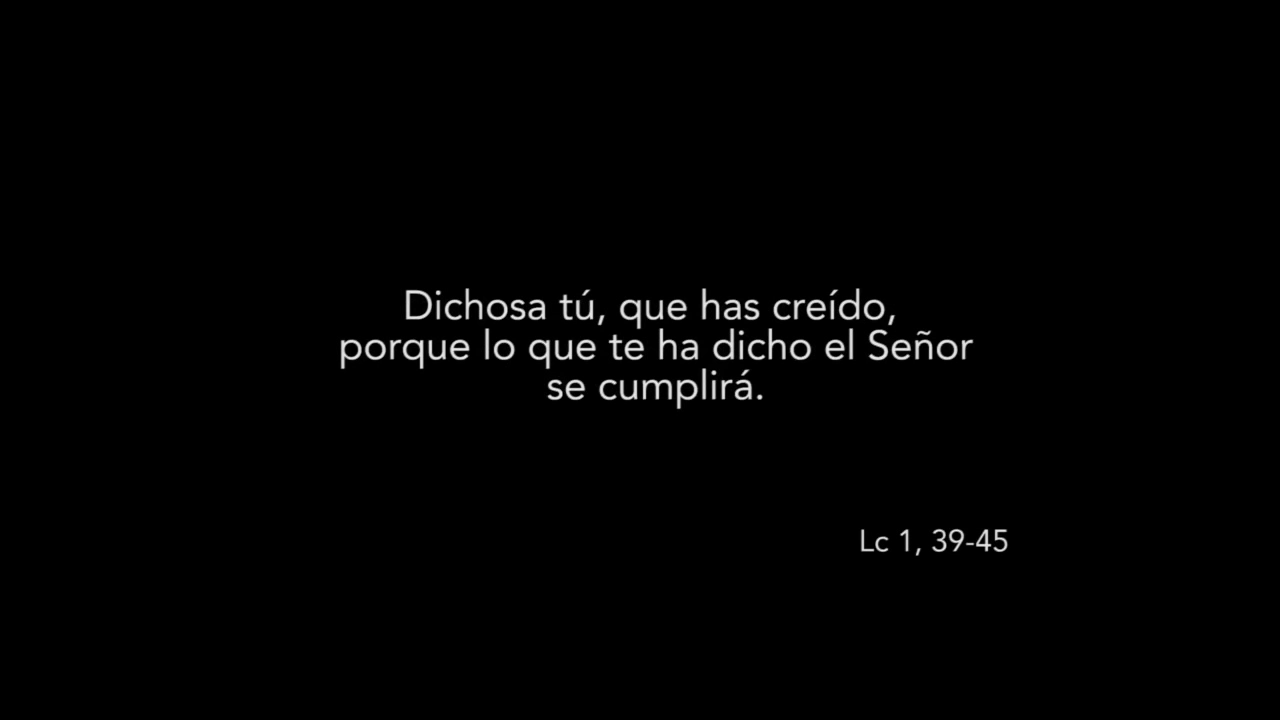 Dichosa tú, que has creído,
porque lo que te ha dicho el Señor
se cumplirá.
Lc 1, 39-45